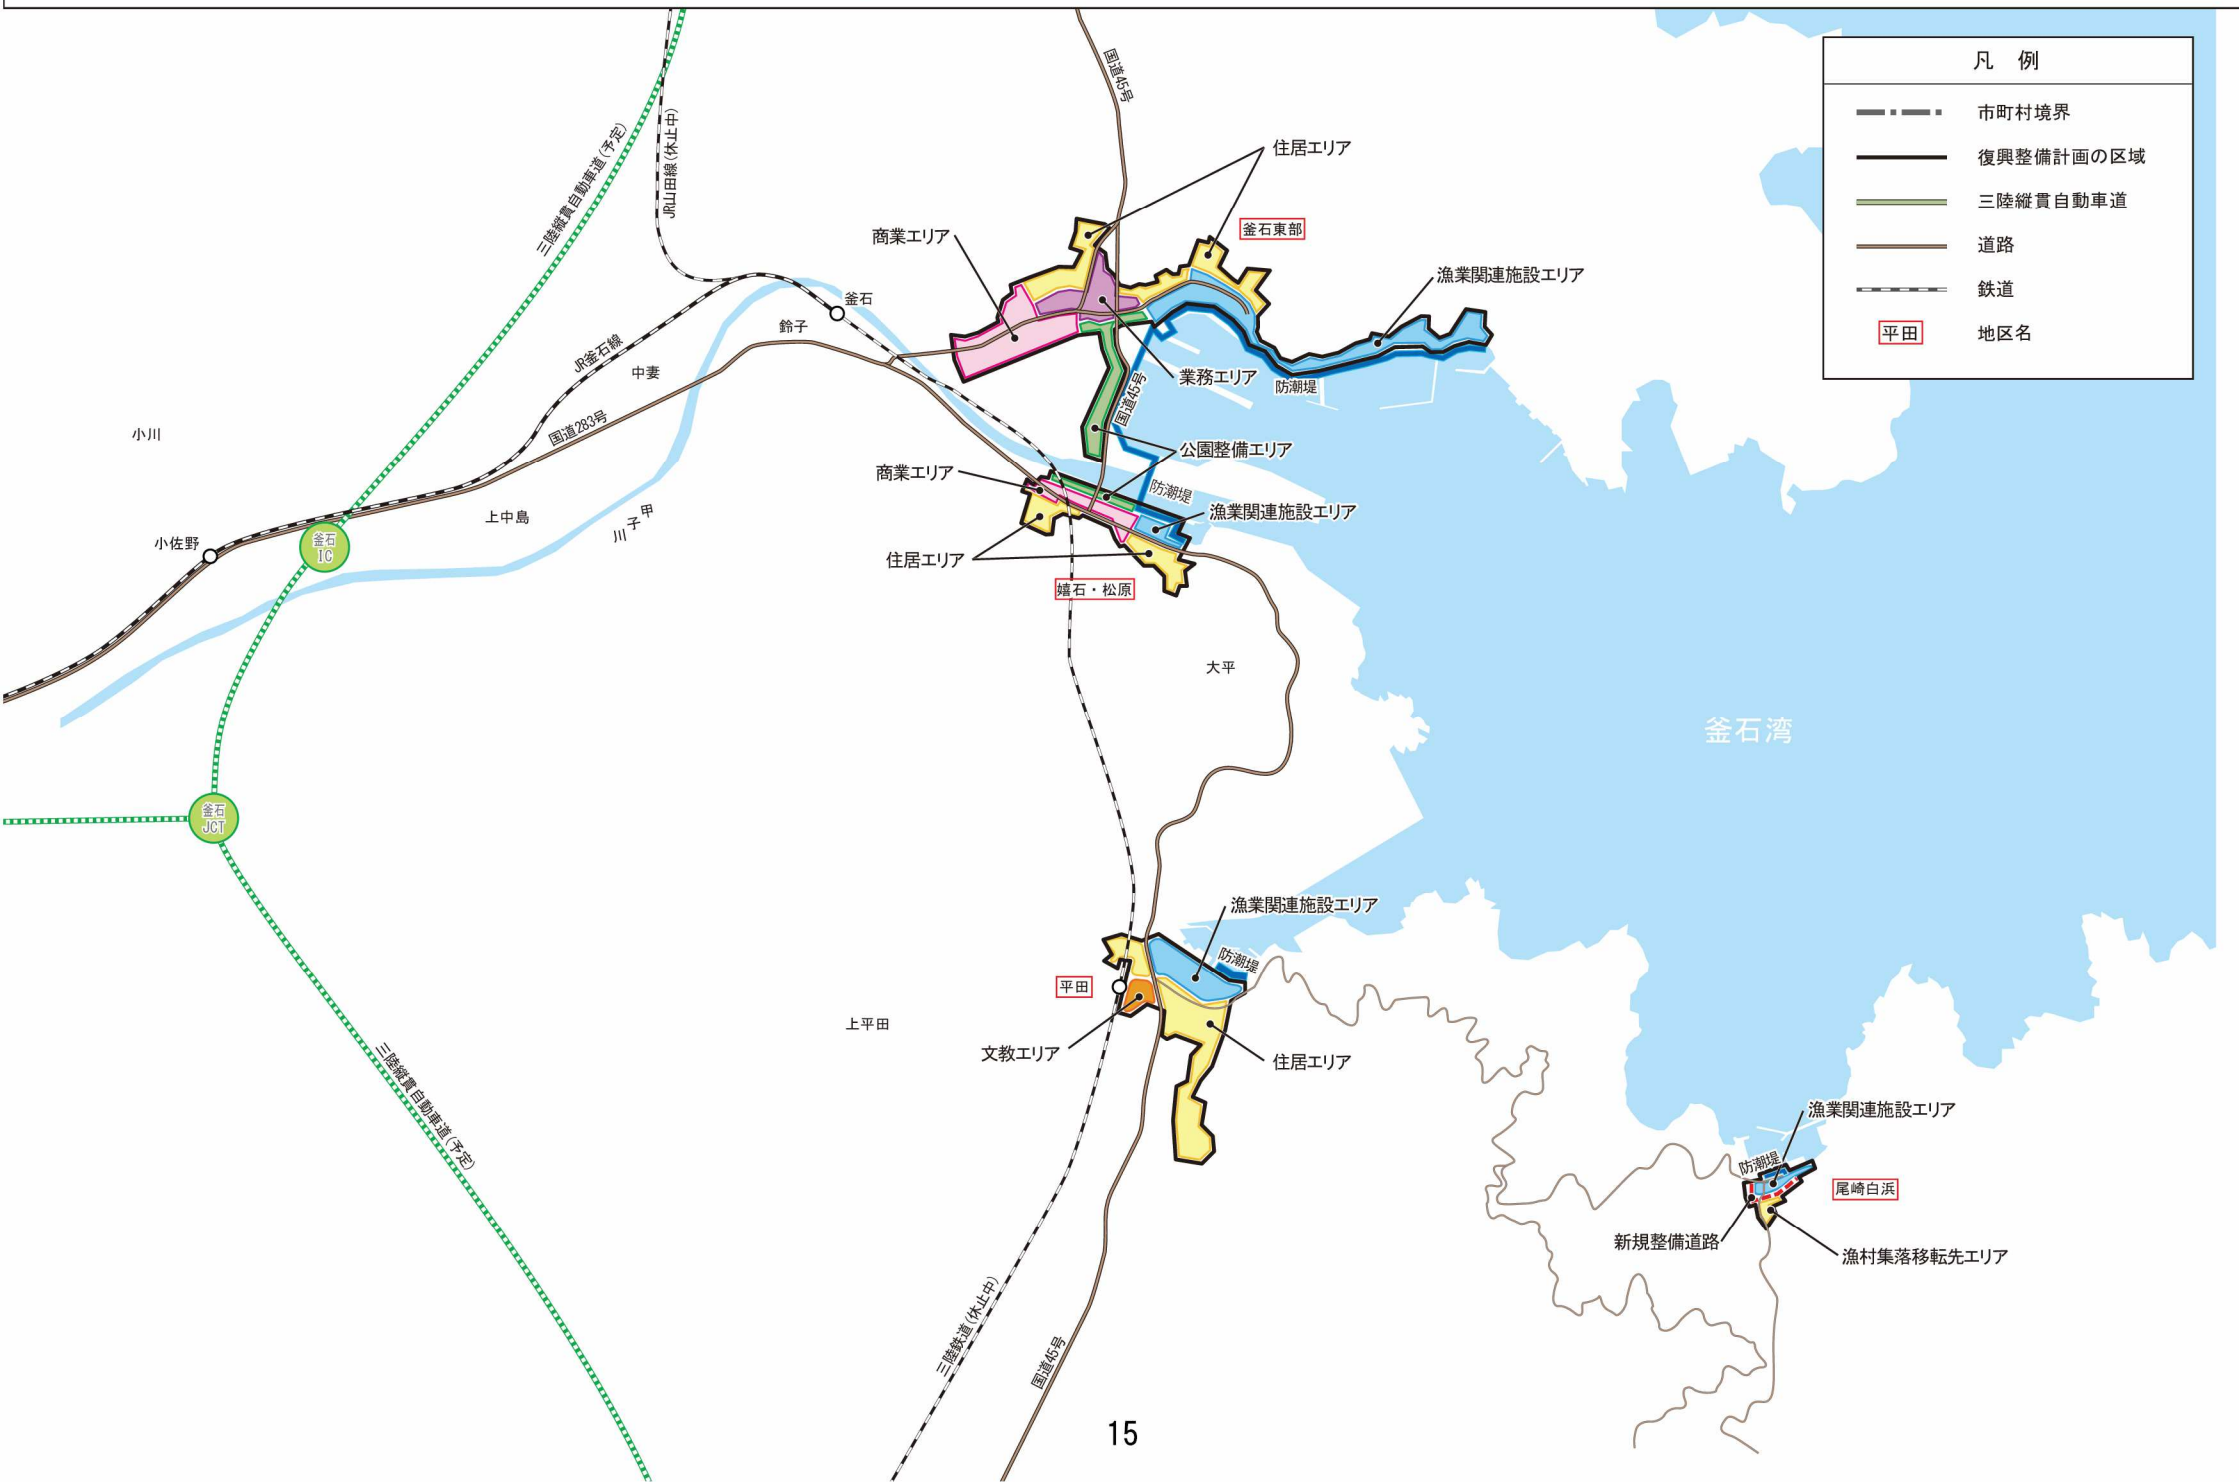 凡 例
市町村境界
復興整備計画の区域
三陸縦貫自動車道
道路
鉄道
平田
地区名
国道45号
三陸縦貫自動車道(予定)
JR山田線(休止中)
住居エリア
釜石東部
商業エリア
漁業関連施設エリア
釜石
鈴子
JR釜石線
中妻
業務エリア
国道45号
防潮堤
小川
国道283号
公園整備エリア
商業エリア
防潮堤
上中島
甲子川
漁業関連施設エリア
小佐野
釜石
IC
住居エリア
嬉石・松原
大平
釜石湾
釜石
JCT
漁業関連施設エリア
防潮堤
平田
上平田
文教エリア
住居エリア
三陸縦貫自動車道(予定)
漁業関連施設エリア
防潮堤
尾崎白浜
新規整備道路
漁村集落移転先エリア
三陸鉄道(休止中)
国道45号
15